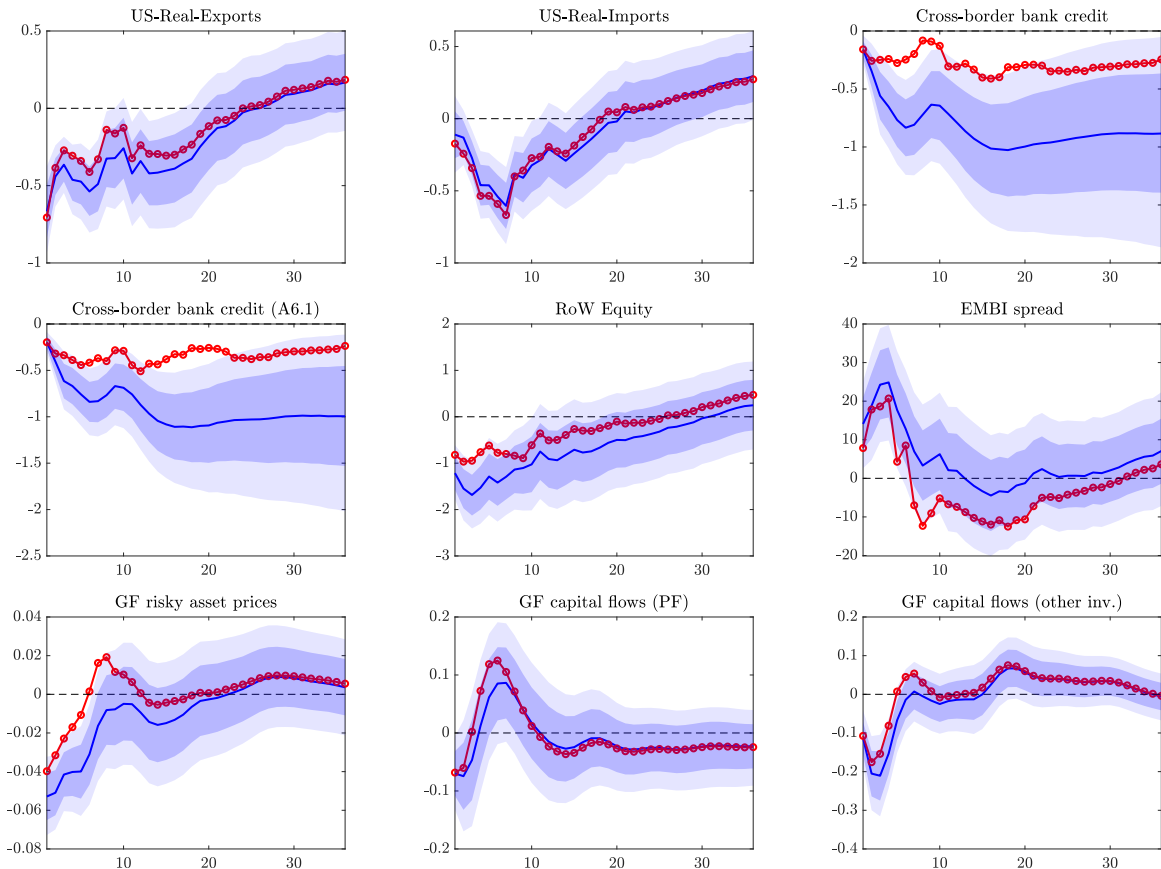 US-Real-Exports
US-Real-Imports
Cross-border bank credit
0.5
0
-0.5
-1
10 20 30
0.5
0
-0.5
-1
10 20 30
0
-0.5
-1
-1.5
-2
10 20 30
Cross-border bank credit (A6.1)
RoW Equity
EMBI spread
0
-0.5
-1
-1.5
-2
-2.5
10 20 30
2
1
0
-1
-2
-3
10 20 30
40
30
20
10
0
-10
-20
10 20 30
GF risky asset prices
GF capital flows (PF)
GF capital flows (other inv.)
0.04
0.02
0
-0.02
-0.04
-0.06
-0.08
10 20 30
0.2
0.1
0
-0.1
-0.2
10 20 30
0.2
0.1
0
-0.1
-0.2
-0.3
-0.4
10 20 30